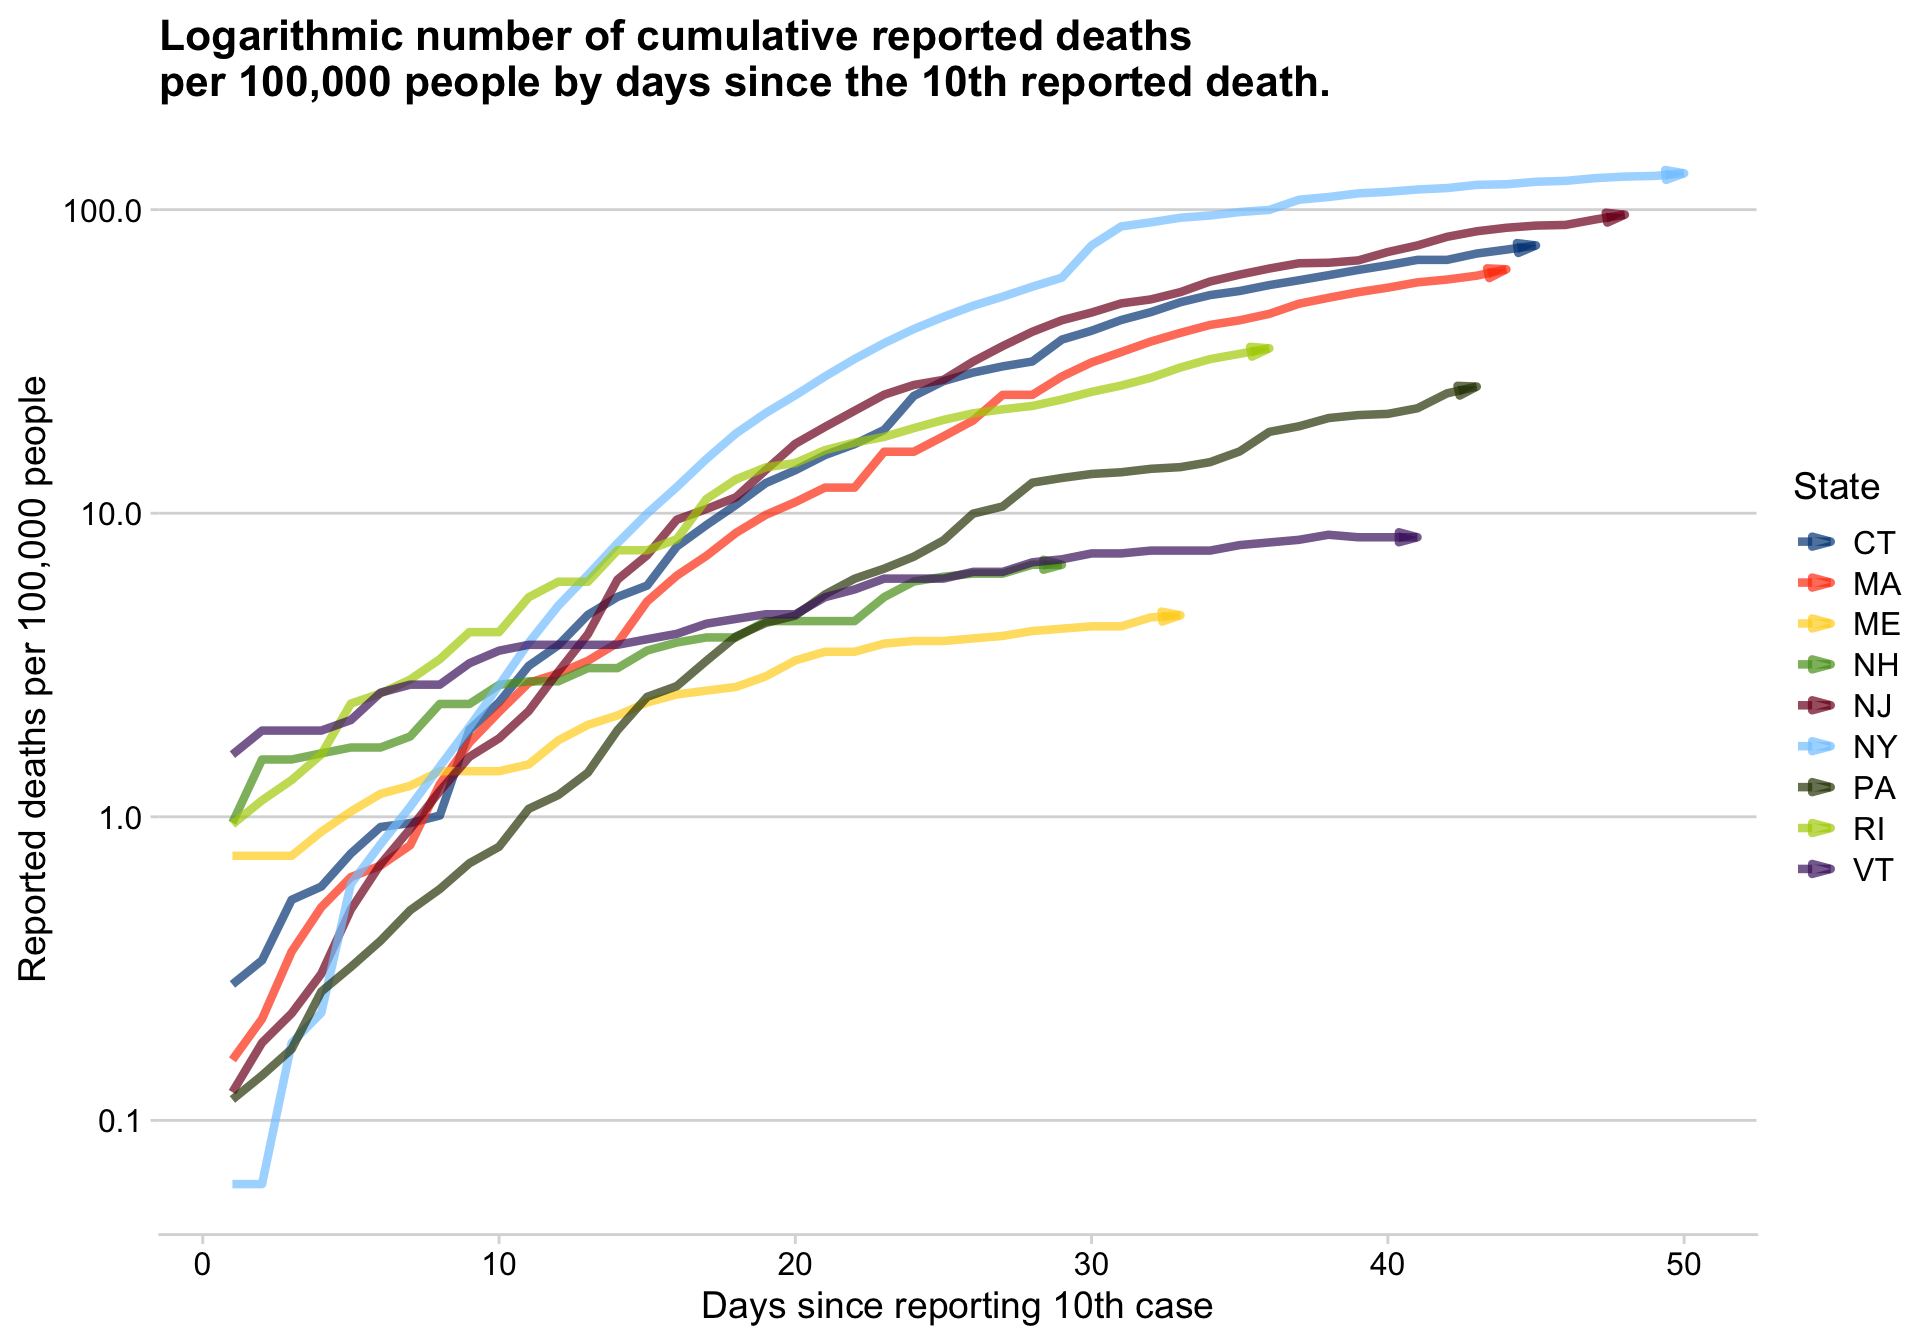 Logarithmic number of cumulative reported deaths
per 100,000 people by days since the 10th reported death.
Reported deaths per 100,000 people
100.0
10.0
1.0
0.1
0
10
20
30
40
50
Days since reporting 10th case
State
CT
MA
ME
NH
NJ
NY
PA
RI
VT